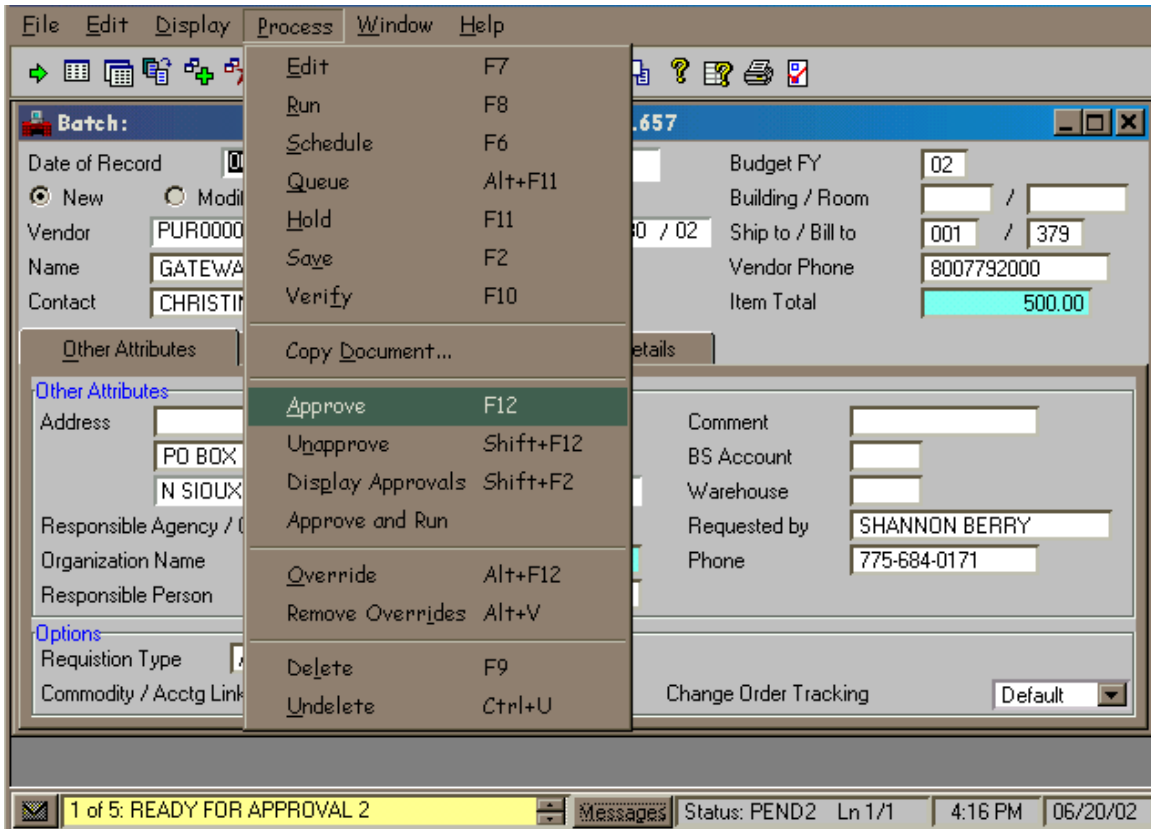 File Edit Display Process Window Help
Edit F7
Run F8
Schedule F6
Queue Alt+F11
Hold F11
Save F2
Verify F10
Copy Document...
Approve F12
Unapprove Shift+F12
Display Approvals Shift+F2
Approve and Run
Override Alt+F12
Remove Overrides Alt+V
Delete F9
Undelete Ctrl+U
Batch: .657
Date of Record Budget FY 02
New Building / Room /
Vendor PUR0000 / 02 Ship to / Bill to 001 / 379
Name Vendor Phone 8007792000
Contact Item Total 500.00
Other Attributes
Other Attributes
Address Comment
PO BOX BS Account
N SIOUX Warehouse
Responsible Agency / Requested by SHANNON BERRY
Organization Name Phone 775-684-0171
Responsible Person
Options
Requistion Type
Commodity / Acctg Link Change Order Tracking Default
1 of 5: READY FOR APPROVAL 2 Messages Status: PEND2 Ln 1/1 4:16 PM 06/20/02